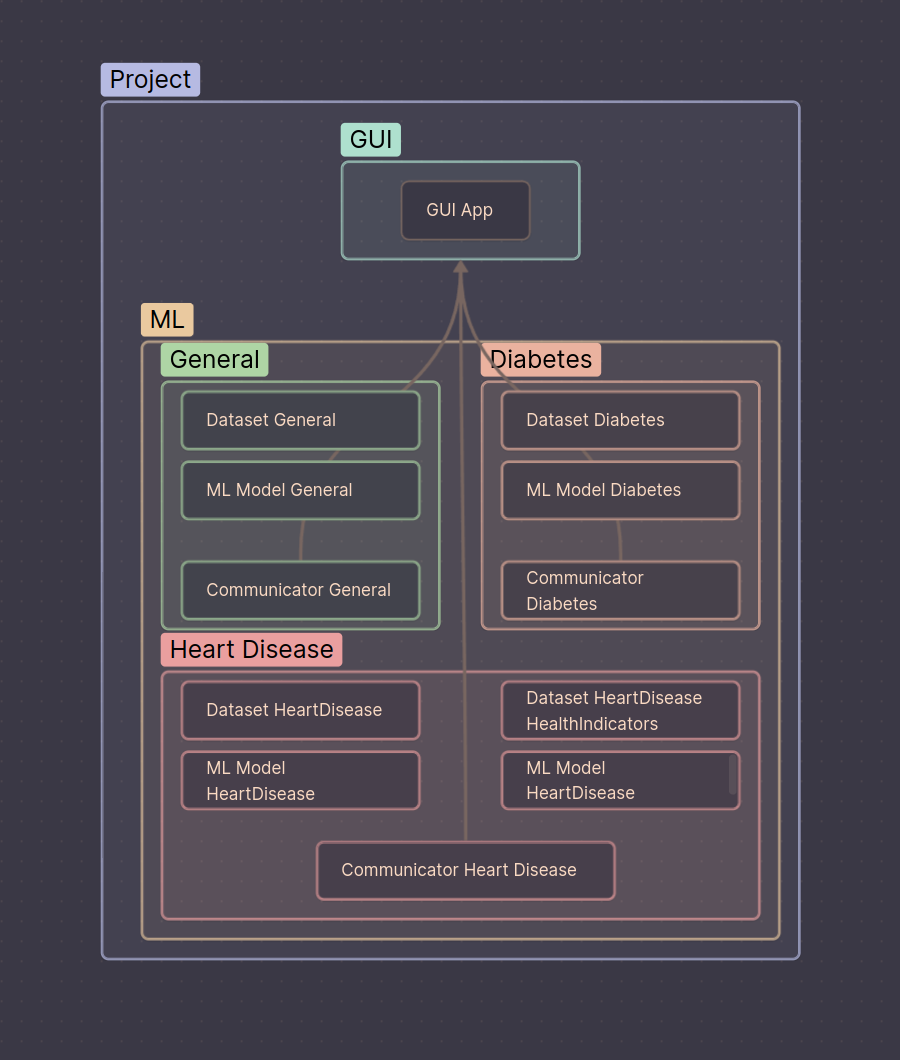 Project
GUI
GUI App
ML
General
Dataset General
ML Model General
Communicator General
Diabetes
Dataset Diabetes
ML Model Diabetes
Communicator
Diabetes
Heart Disease
Dataset HeartDisease
ML Model
HeartDisease
Dataset HeartDisease
HealthIndicators
ML Model
HeartDisease
Communicator Heart Disease